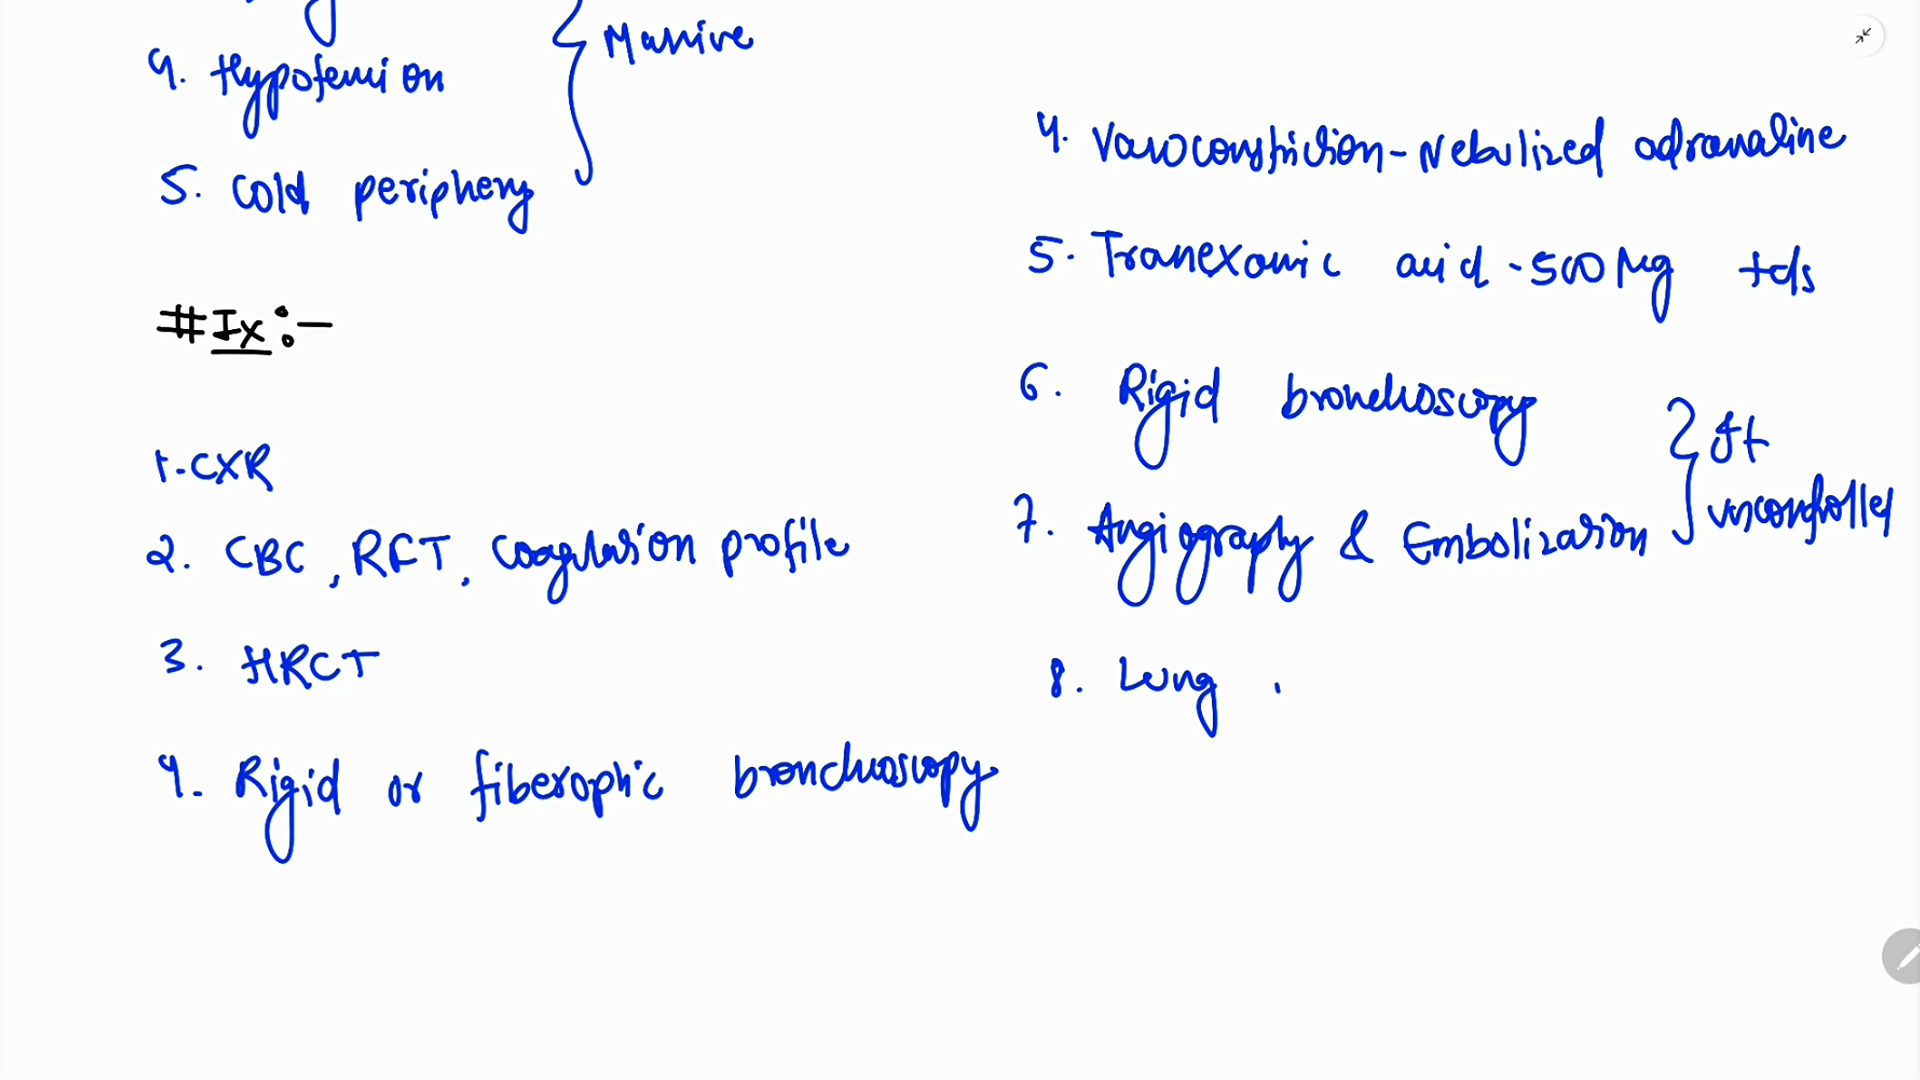 Massive
4. Hypotension
5. Cold periphery
# Ix :-
1. CXR
2. CBC, RFT, Coagulation profile
3. HRCT
4. Rigid or fiberoptic bronchoscopy
4. Vasoconstriction - Nebulized adranaline
5. Tranexamic acid - 500 Mg tds
6. Rigid bronchoscopy
If
uncontrolled
7. Angiography & Embolization
8. Lung